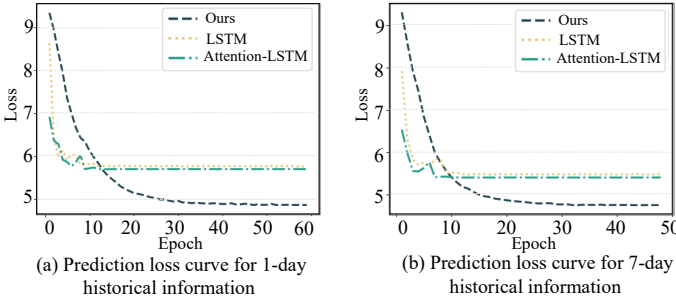 Ours
LSTM
Attention-LSTM
9
8
7
6
5
Loss
0 10 20 30 40 50 60
Epoch
(a) Prediction loss curve for 1-day
historical information
Ours
LSTM
Attention-LSTM
9
8
7
6
5
Loss
0 10 20 30 40 50
Epoch
(b) Prediction loss curve for 7-day
historical information